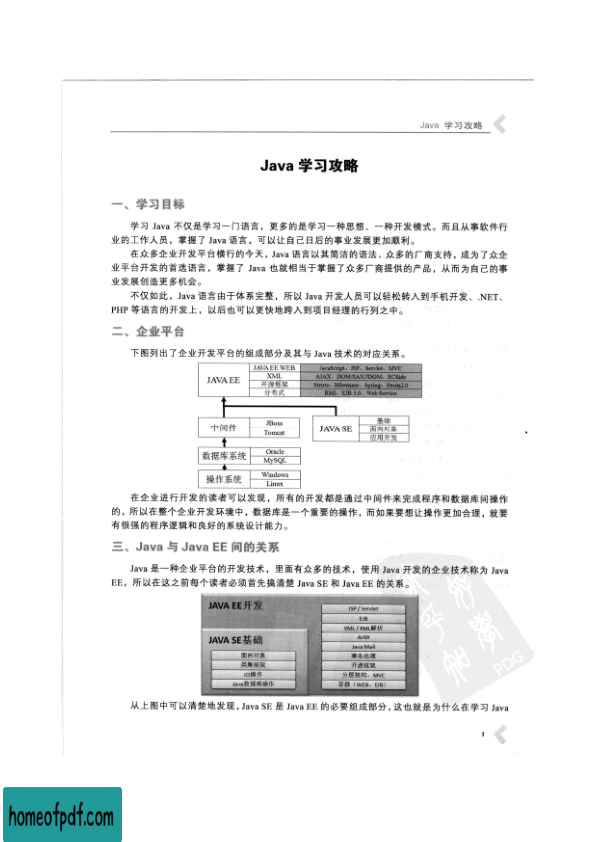 Java 学习攻略
Java 学习攻略
一、学习目标
学习 Java 不仅是学习一门语言，更多的是学习一种思想、一种开发模式。而且从事软件行
业的工作人员，掌握了 Java 语言，可以让自己日后的事业发展更加顺利。
在众多企业开发平台横行的今天，Java 语言以其简洁的语法、众多的厂商支持，成为了众企
业平台开发的首选语言，掌握了 Java 也就相当于掌握了众多厂商提供的产品，从而为自己的事
业发展创造更多机会。
不仅如此，Java 语言由于体系完整，所以 Java 开发人员可以轻松转入到手机开发、.NET、
PHP 等语言的开发上，以后也可以更快地跨入到项目经理的行列之中。
二、企业平台
下图列出了企业开发平台的组成部分及其与 Java 技术的对应关系。
JAVA EE
JAVA EE WEB
JavaScript、JSP、Servlet、MVC
XML
AJAX、DOM/SAX/JDOM、ECSide
开源框架
Struts、Hibernate、Spring、Struts2.0
分布式
RMI、EJB 3.0、Web Service
中间件
JBoss
Tomcat
JAVA SE
基础
面向对象
应用开发
数据库系统
Oracle
MySQL
操作系统
Windows
Linux
在企业进行开发的读者可以发现，所有的开发都是通过中间件来完成程序和数据库间操作
的，所以在整个企业开发环境中，数据库是一个重要的操作，而如果要想让操作更加合理，就要
有很强的程序逻辑和良好的系统设计能力。
三、Java 与 Java EE 间的关系
Java 是一种企业平台的开发技术，里面有众多的技术，使用 Java 开发的企业技术称为 Java
EE，所以在这之前每个读者必须首先搞清楚 Java SE 和 Java EE 的关系。
JAVA EE开发
JAVA SE基础
面向对象
类集框架
IO操作
Java数据库操作
JSP / Servlet
EJB
XML / XML解析
AJAX
Java Mail
事务处理
开源框架
分层架构、MVC
容器（WEB、EJB）
从上图中可以清楚地发现，Java SE 是 Java EE 的必要组成部分，这也就是为什么在学习 Java
1
PDG
homeofpdf.com